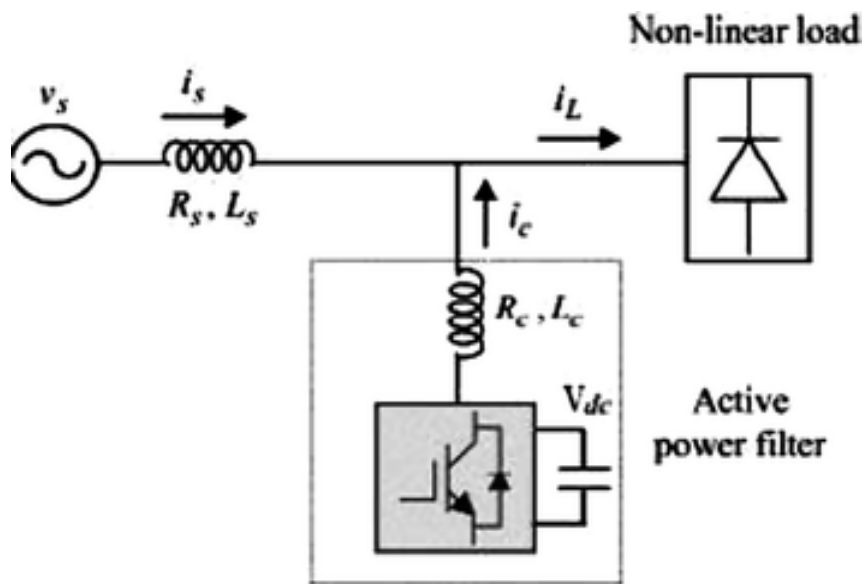 Non-linear load
v_s
i_s
i_L
R_s, L_s
i_c
R_c, L_c
V_dc
Active
power filter